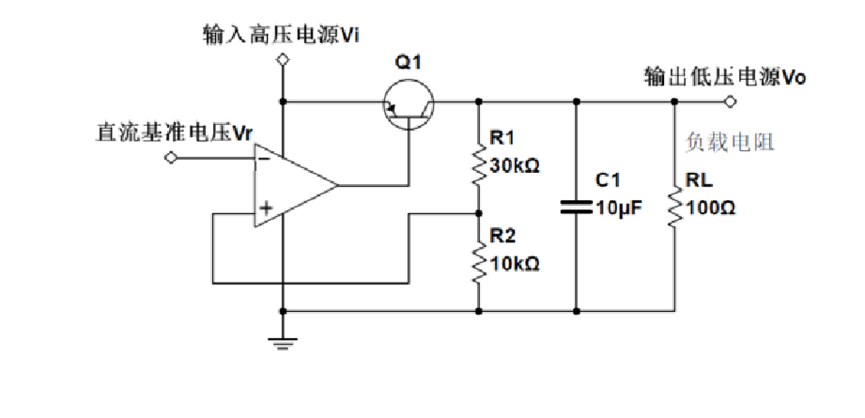 输入高压电源Vi
Q1
输出低压电源Vo
直流基准电压Vr
负载电阻
R1
30kΩ
C1
10μF
RL
100Ω
R2
10kΩ
−
+